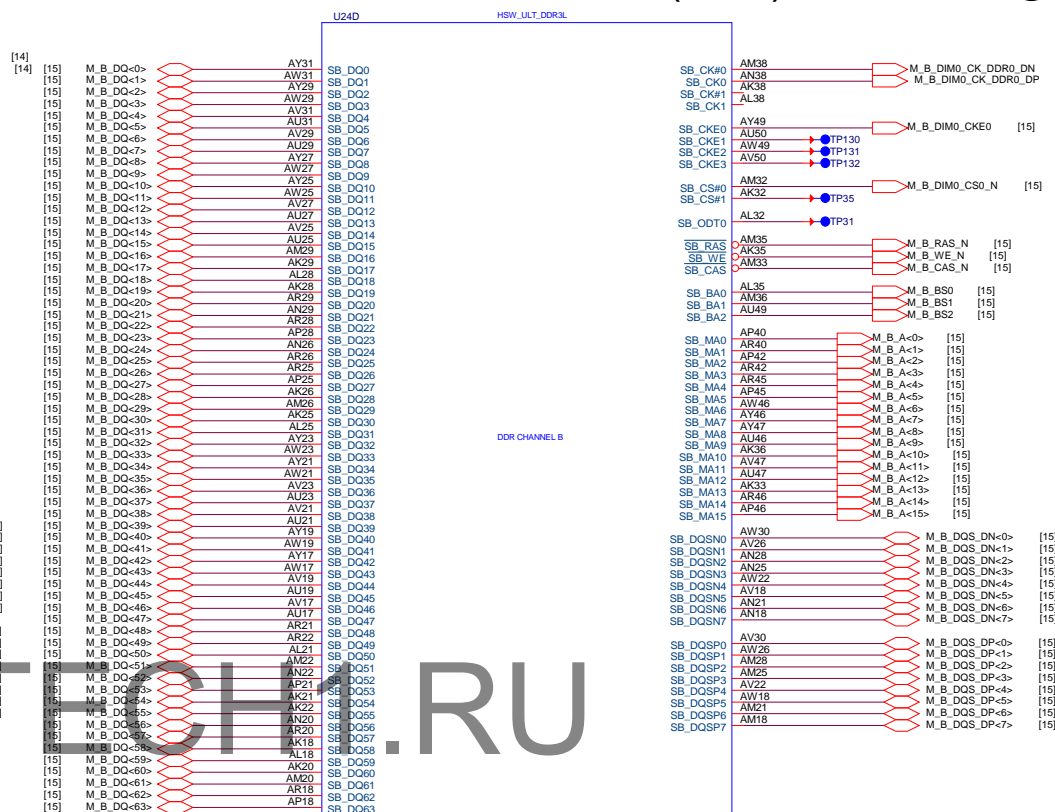 U24D
HSW_ULT_DDR3L
[14]
[14] [15] M_B_DQ<0> AY31 SB_DQ0
[15] M_B_DQ<1> AW31 SB_DQ1
[15] M_B_DQ<2> AY29 SB_DQ2
[15] M_B_DQ<3> AW29 SB_DQ3
[15] M_B_DQ<4> AV31 SB_DQ4
[15] M_B_DQ<5> AU31 SB_DQ5
[15] M_B_DQ<6> AV29 SB_DQ6
[15] M_B_DQ<7> AU29 SB_DQ7
[15] M_B_DQ<8> AY27 SB_DQ8
[15] M_B_DQ<9> AW27 SB_DQ9
[15] M_B_DQ<10> AY25 SB_DQ10
[15] M_B_DQ<11> AW25 SB_DQ11
[15] M_B_DQ<12> AV27 SB_DQ12
[15] M_B_DQ<13> AU27 SB_DQ13
[15] M_B_DQ<14> AV25 SB_DQ14
[15] M_B_DQ<15> AU25 SB_DQ15
[15] M_B_DQ<16> AM29 SB_DQ16
[15] M_B_DQ<17> AK29 SB_DQ17
[15] M_B_DQ<18> AL28 SB_DQ18
[15] M_B_DQ<19> AK28 SB_DQ19
[15] M_B_DQ<20> AR29 SB_DQ20
[15] M_B_DQ<21> AN29 SB_DQ21
[15] M_B_DQ<22> AR28 SB_DQ22
[15] M_B_DQ<23> AP28 SB_DQ23
[15] M_B_DQ<24> AN26 SB_DQ24
[15] M_B_DQ<25> AR26 SB_DQ25
[15] M_B_DQ<26> AR25 SB_DQ26
[15] M_B_DQ<27> AP25 SB_DQ27
[15] M_B_DQ<28> AK26 SB_DQ28
[15] M_B_DQ<29> AM26 SB_DQ29
[15] M_B_DQ<30> AK25 SB_DQ30
[15] M_B_DQ<31> AL25 SB_DQ31
[15] M_B_DQ<32> AY23 SB_DQ32
[15] M_B_DQ<33> AW23 SB_DQ33
[15] M_B_DQ<34> AY21 SB_DQ34
[15] M_B_DQ<35> AW21 SB_DQ35
[15] M_B_DQ<36> AV23 SB_DQ36
[15] M_B_DQ<37> AU23 SB_DQ37
[15] M_B_DQ<38> AV21 SB_DQ38
[15] M_B_DQ<39> AU21 SB_DQ39
[15] M_B_DQ<40> AY19 SB_DQ40
[15] M_B_DQ<41> AW19 SB_DQ41
[15] M_B_DQ<42> AY17 SB_DQ42
[15] M_B_DQ<43> AW17 SB_DQ43
[15] M_B_DQ<44> AV19 SB_DQ44
[15] M_B_DQ<45> AU19 SB_DQ45
[15] M_B_DQ<46> AV17 SB_DQ46
[15] M_B_DQ<47> AU17 SB_DQ47
[15] M_B_DQ<48> AR21 SB_DQ48
[15] M_B_DQ<49> AR22 SB_DQ49
[15] M_B_DQ<50> AL21 SB_DQ50
[15] M_B_DQ<51> AM22 SB_DQ51
[15] M_B_DQ<52> AN22 SB_DQ52
[15] M_B_DQ<53> AP21 SB_DQ53
[15] M_B_DQ<54> AK21 SB_DQ54
[15] M_B_DQ<55> AK22 SB_DQ55
[15] M_B_DQ<56> AN20 SB_DQ56
[15] M_B_DQ<57> AR20 SB_DQ57
[15] M_B_DQ<58> AK18 SB_DQ58
[15] M_B_DQ<59> AL18 SB_DQ59
[15] M_B_DQ<60> AK20 SB_DQ60
[15] M_B_DQ<61> AM20 SB_DQ61
[15] M_B_DQ<62> AR18 SB_DQ62
[15] M_B_DQ<63> AP18 SB_DQ63
DDR CHANNEL B
SB_CK#0 AM38 M_B_DIM0_CK_DDR0_DN
SB_CK0 AN38 M_B_DIM0_CK_DDR0_DP
SB_CK#1 AK38
SB_CK1 AL38
SB_CKE0 AY49 M_B_DIM0_CKE0 [15]
SB_CKE1 AU50 TP130
SB_CKE2 AW49 TP131
SB_CKE3 AV50 TP132
SB_CS#0 AM32 M_B_DIM0_CS0_N [15]
SB_CS#1 AK32 TP35
SB_ODT0 AL32 TP31
SB_RAS AM35 M_B_RAS_N [15]
SB_WE AK35 M_B_WE_N [15]
SB_CAS AM33 M_B_CAS_N [15]
SB_BA0 AL35 M_B_BS0 [15]
SB_BA1 AM36 M_B_BS1 [15]
SB_BA2 AU49 M_B_BS2 [15]
SB_MA0 AP40 M_B_A<0> [15]
SB_MA1 AR40 M_B_A<1> [15]
SB_MA2 AP42 M_B_A<2> [15]
SB_MA3 AR42 M_B_A<3> [15]
SB_MA4 AR45 M_B_A<4> [15]
SB_MA5 AP45 M_B_A<5> [15]
SB_MA6 AW46 M_B_A<6> [15]
SB_MA7 AY46 M_B_A<7> [15]
SB_MA8 AY47 M_B_A<8> [15]
SB_MA9 AU46 M_B_A<9> [15]
SB_MA10 AK36 M_B_A<10> [15]
SB_MA11 AV47 M_B_A<11> [15]
SB_MA12 AU47 M_B_A<12> [15]
SB_MA13 AK33 M_B_A<13> [15]
SB_MA14 AR46 M_B_A<14> [15]
SB_MA15 AP46 M_B_A<15> [15]
SB_DQSN0 AW30 M_B_DQS_DN<0> [15]
SB_DQSN1 AV26 M_B_DQS_DN<1> [15]
SB_DQSN2 AN28 M_B_DQS_DN<2> [15]
SB_DQSN3 AN25 M_B_DQS_DN<3> [15]
SB_DQSN4 AW22 M_B_DQS_DN<4> [15]
SB_DQSN5 AV18 M_B_DQS_DN<5> [15]
SB_DQSN6 AN21 M_B_DQS_DN<6> [15]
SB_DQSN7 AN18 M_B_DQS_DN<7> [15]
SB_DQSP0 AV30 M_B_DQS_DP<0> [15]
SB_DQSP1 AW26 M_B_DQS_DP<1> [15]
SB_DQSP2 AM28 M_B_DQS_DP<2> [15]
SB_DQSP3 AM25 M_B_DQS_DP<3> [15]
SB_DQSP4 AV22 M_B_DQS_DP<4> [15]
SB_DQSP5 AW18 M_B_DQS_DP<5> [15]
SB_DQSP6 AM21 M_B_DQS_DP<6> [15]
SB_DQSP7 AM18 M_B_DQS_DP<7> [15]
TECH1.RU